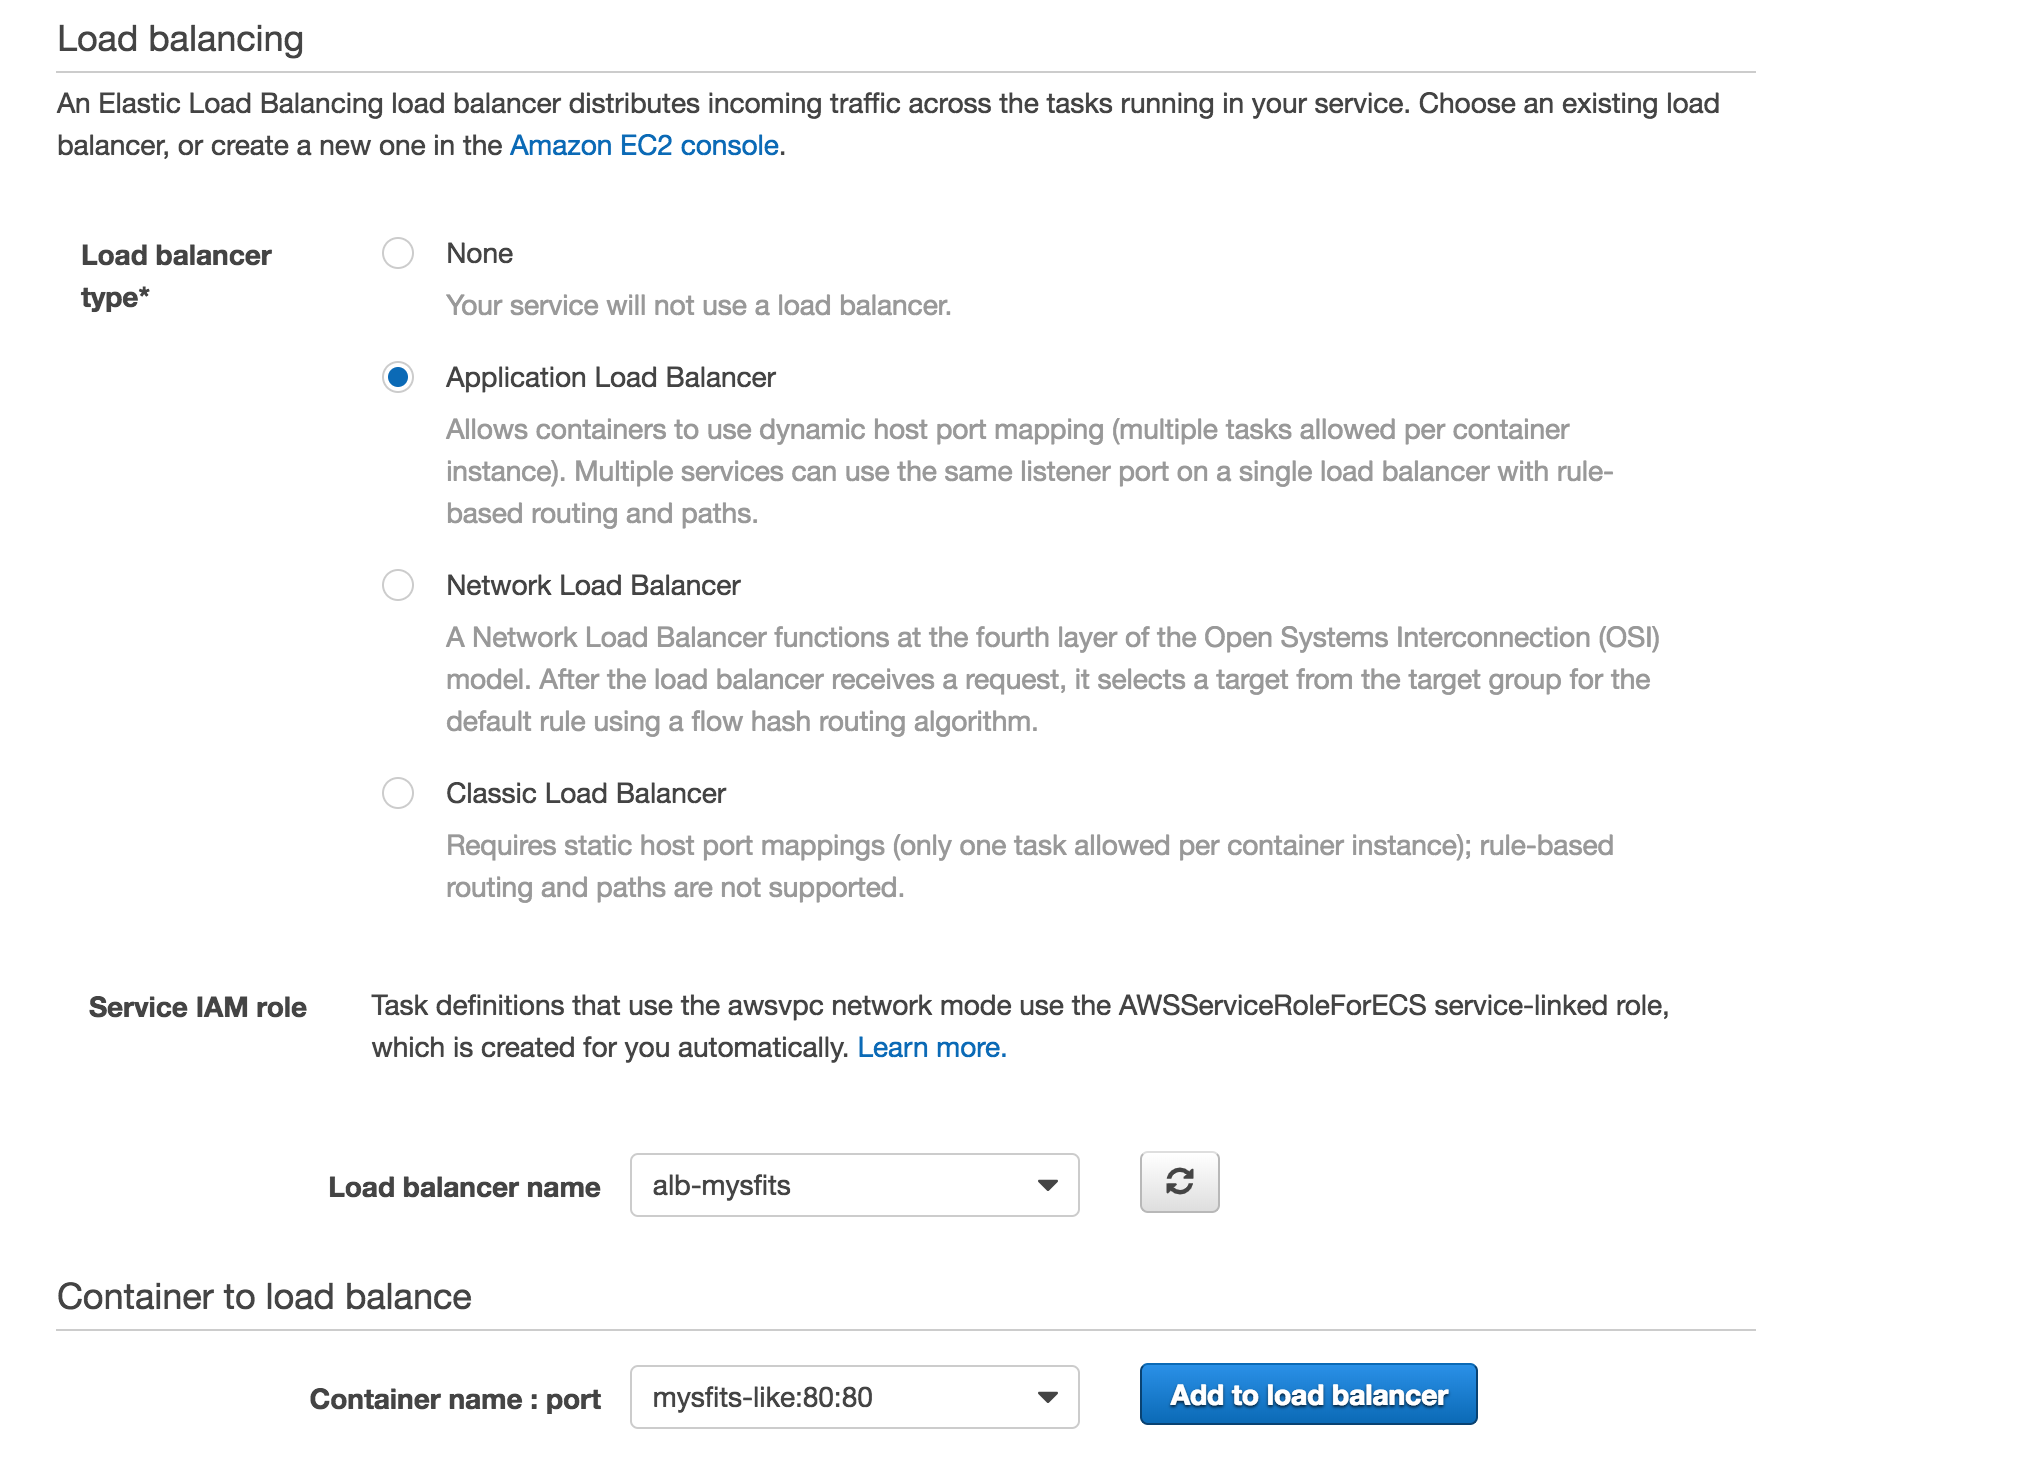 Load balancing
An Elastic Load Balancing load balancer distributes incoming traffic across the tasks running in your service. Choose an existing load
balancer, or create a new one in the Amazon EC2 console.
Load balancer
type*
None
Your service will not use a load balancer.
Application Load Balancer
Allows containers to use dynamic host port mapping (multiple tasks allowed per container
instance). Multiple services can use the same listener port on a single load balancer with rule-
based routing and paths.
Network Load Balancer
A Network Load Balancer functions at the fourth layer of the Open Systems Interconnection (OSI)
model. After the load balancer receives a request, it selects a target from the target group for the
default rule using a flow hash routing algorithm.
Classic Load Balancer
Requires static host port mappings (only one task allowed per container instance); rule-based
routing and paths are not supported.
Service IAM role
Task definitions that use the awsvpc network mode use the AWSServiceRoleForECS service-linked role,
which is created for you automatically. Learn more.
Load balancer name
alb-mysfits
Container to load balance
Container name : port
mysfits-like:80:80
Add to load balancer